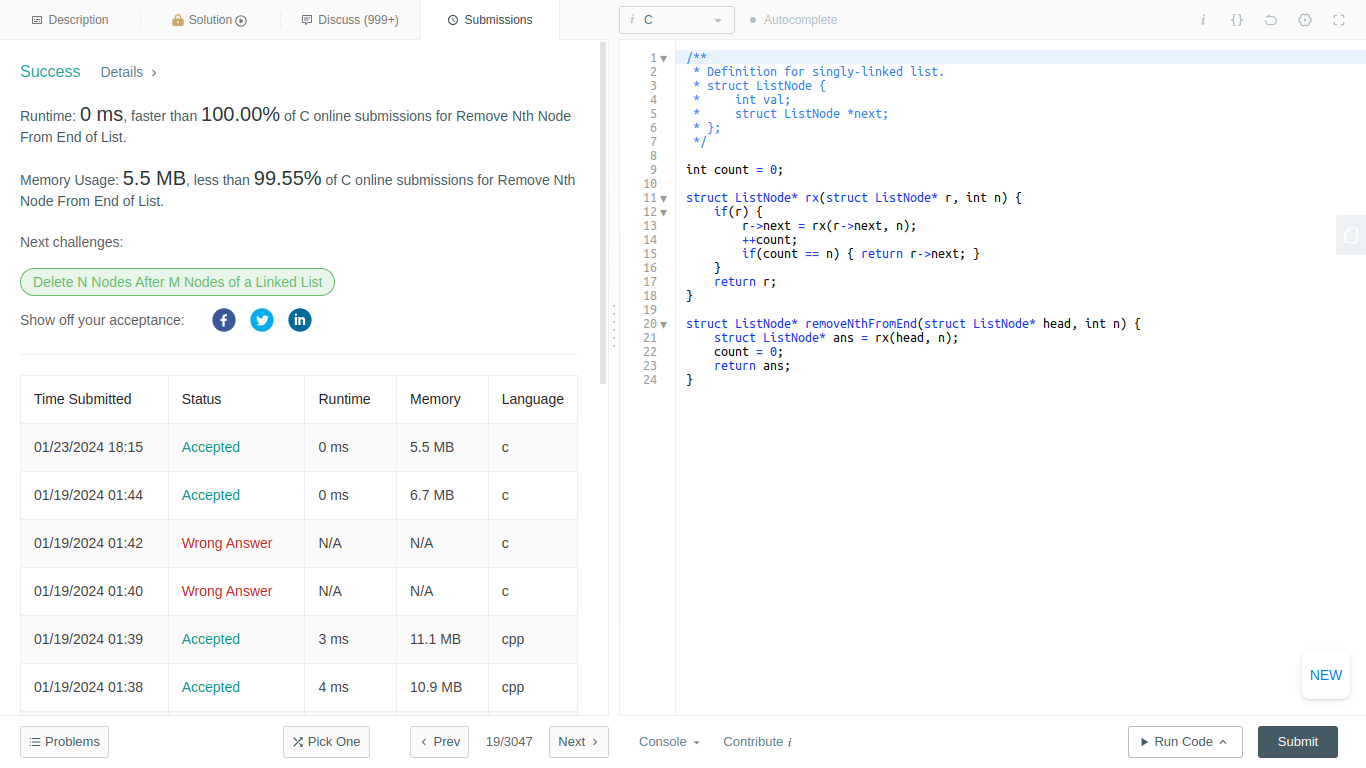 Description
Solution
Discuss (999+)
Submissions
i C
Autocomplete
i {}
Success Details
Runtime: 0 ms, faster than 100.00% of C online submissions for Remove Nth Node
From End of List.
Memory Usage: 5.5 MB, less than 99.55% of C online submissions for Remove Nth
Node From End of List.
Next challenges:
Delete N Nodes After M Nodes of a Linked List
Show off your acceptance: f in
Time Submitted Status Runtime Memory Language
01/23/2024 18:15 Accepted 0 ms 5.5 MB c
01/19/2024 01:44 Accepted 0 ms 6.7 MB c
01/19/2024 01:42 Wrong Answer N/A N/A c
01/19/2024 01:40 Wrong Answer N/A N/A c
01/19/2024 01:39 Accepted 3 ms 11.1 MB cpp
01/19/2024 01:38 Accepted 4 ms 10.9 MB cpp
1 /**
2  * Definition for singly-linked list.
3  * struct ListNode {
4  *     int val;
5  *     struct ListNode *next;
6  * };
7  */
8
9 int count = 0;
10
11 struct ListNode* rx(struct ListNode* r, int n) {
12     if(r) {
13         r->next = rx(r->next, n);
14         ++count;
15         if(count == n) { return r->next; }
16     }
17     return r;
18 }
19
20 struct ListNode* removeNthFromEnd(struct ListNode* head, int n) {
21     struct ListNode* ans = rx(head, n);
22     count = 0;
23     return ans;
24 }
NEW
Problems
Pick One
Prev
19/3047
Next
Console
Contribute i
Run Code
Submit